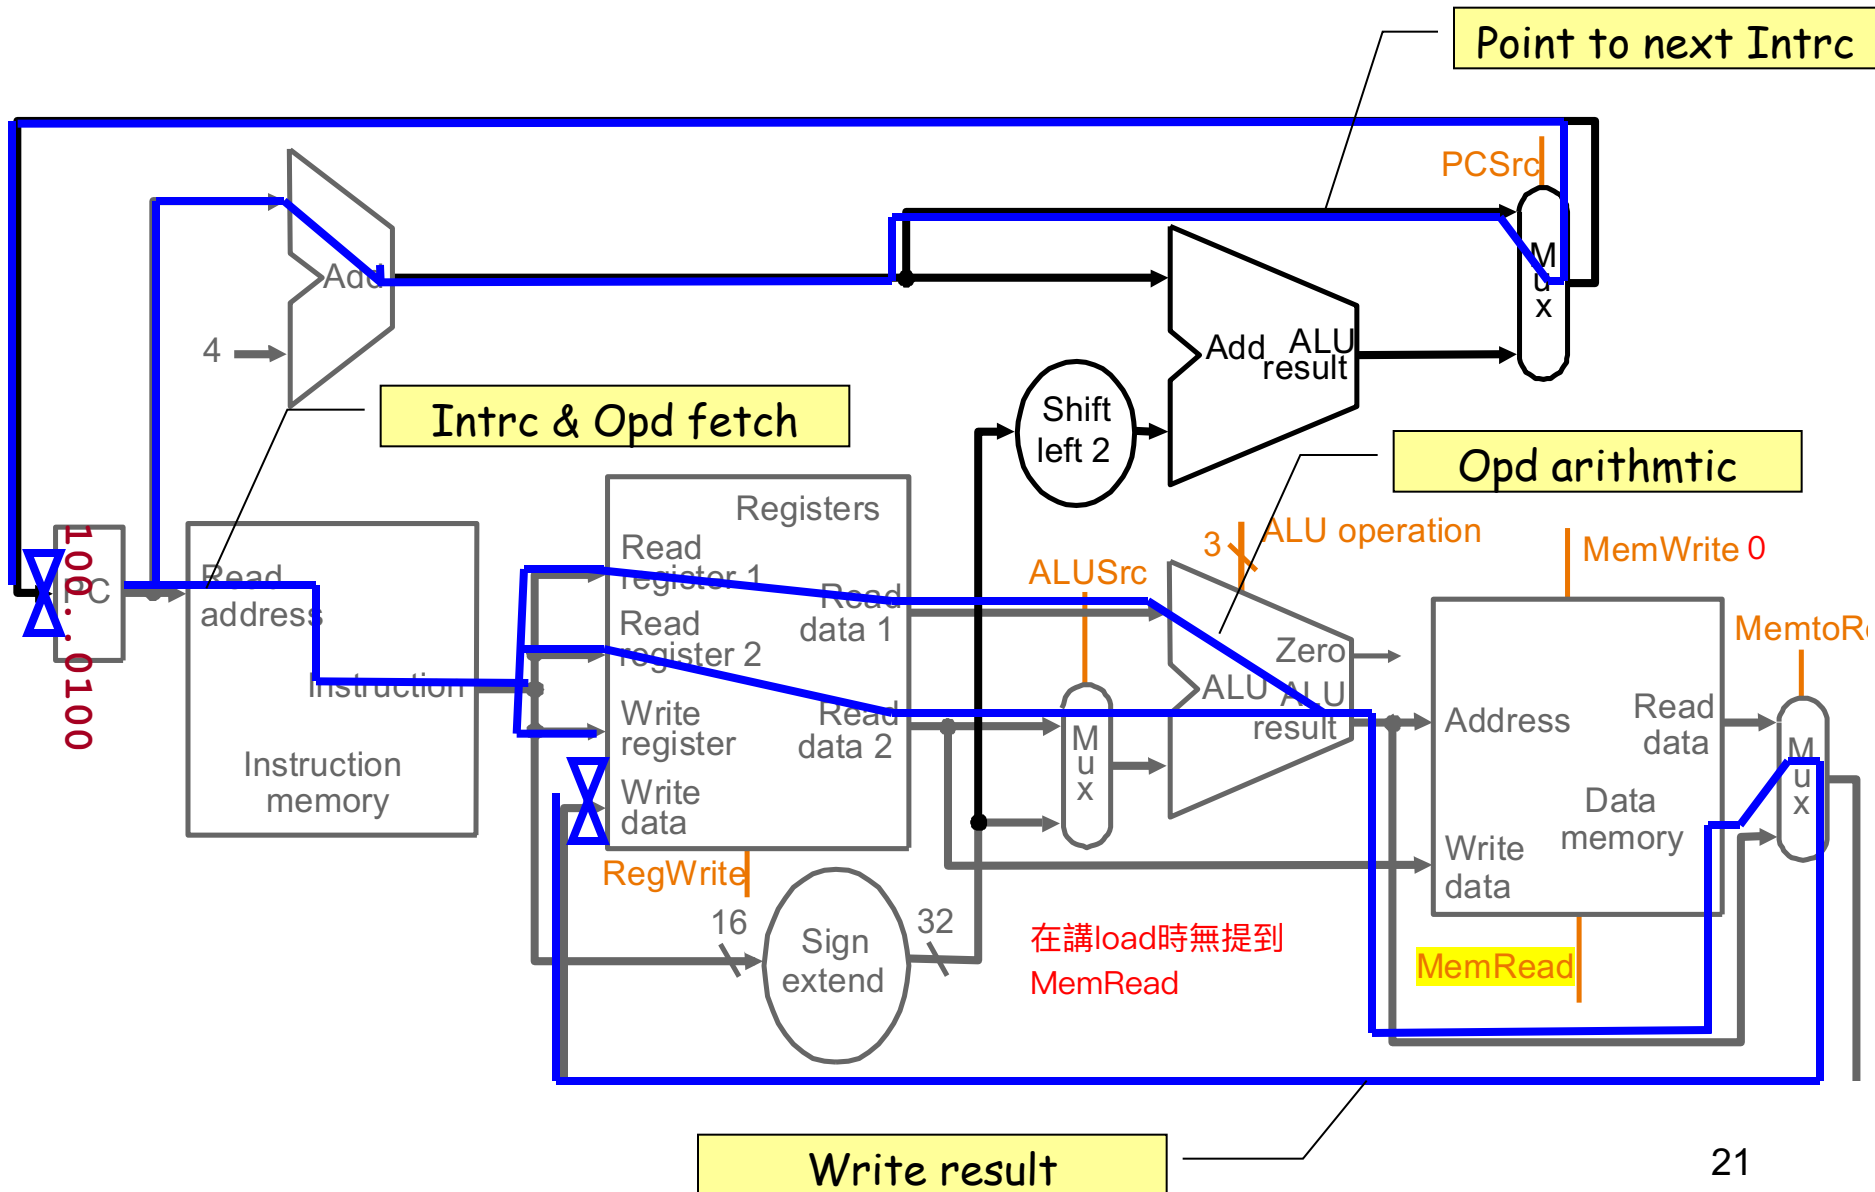 Point to next Intrc
PCSrc
M
u
x
Add
4
Add ALU
result
Shift
left 2
Intrc & Opd fetch
Opd arithmtic
Registers
ALU operation
3
MemWrite 0
ALUSrc
MemtoR
PC
100..0100
Read
address
Instruction
Instruction
memory
Read
register 1
Read
register 2
Write
register
Write
data
Read
data 1
Read
data 2
RegWrite
M
u
x
Zero
ALU ALU
result
Address
Read
data
Data
memory
Write
data
M
u
x
16
Sign
extend
32
在講load時無提到
MemRead
MemRead
Write result
21